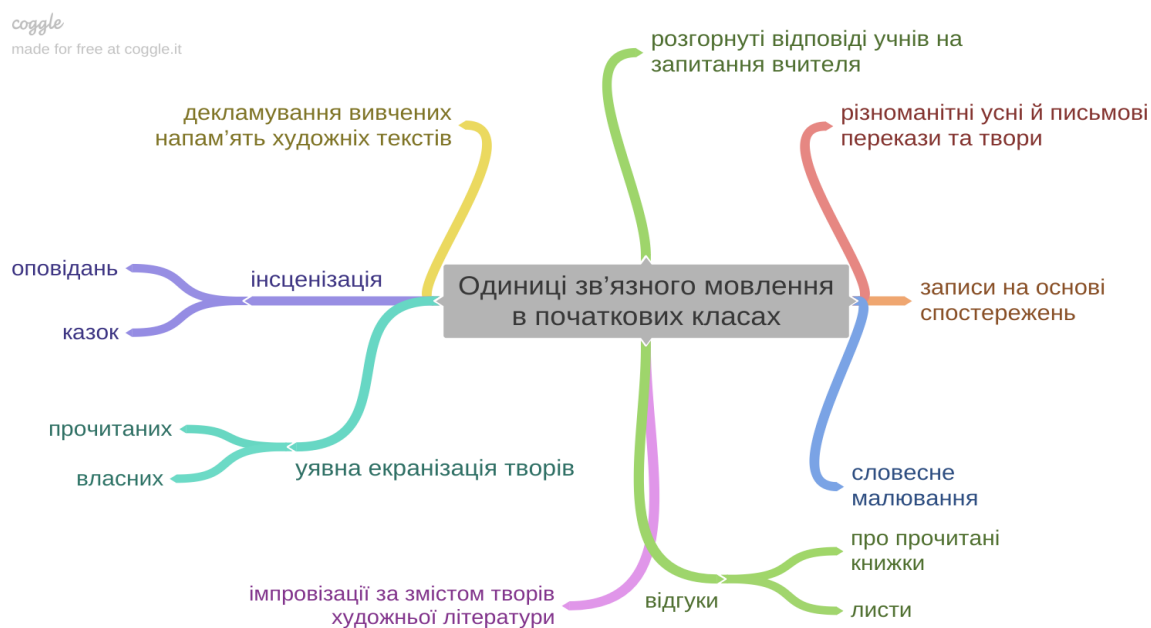 coggle
made for free at coggle.it
розгорнуті відповіді учнів на
запитання вчителя
декламування вивчених
напам’ять художніх текстів
різноманітні усні й письмові
перекази та твори
оповідань
інсценізація
казок
Одиниці зв’язного мовлення
в початкових класах
записи на основі
спостережень
прочитаних
власних
уявна екранізація творів
словесне
малювання
про прочитані
книжки
відгуки
листи
імпровізації за змістом творів
художньої літератури